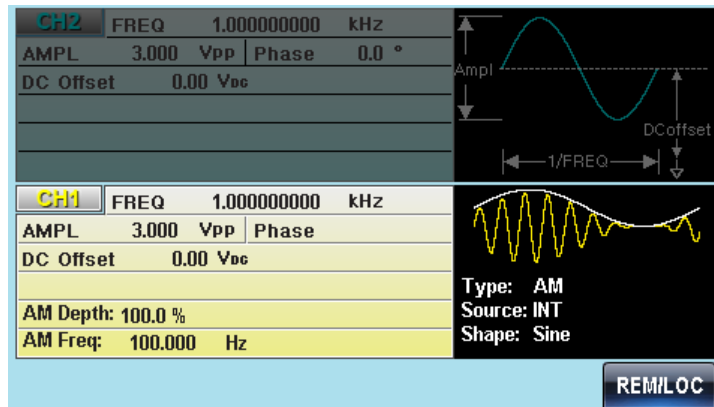 CH2 FREQ 1.000000000 kHz
AMPL 3.000 Vpp Phase 0.0 °
DC Offset 0.00 VDC
Ampl
DCoffset
1/FREQ
CH1 FREQ 1.000000000 kHz
AMPL 3.000 Vpp Phase
DC Offset 0.00 VDC
AM Depth: 100.0 %
AM Freq: 100.000 Hz
Type: AM
Source: INT
Shape: Sine
REM/LOC